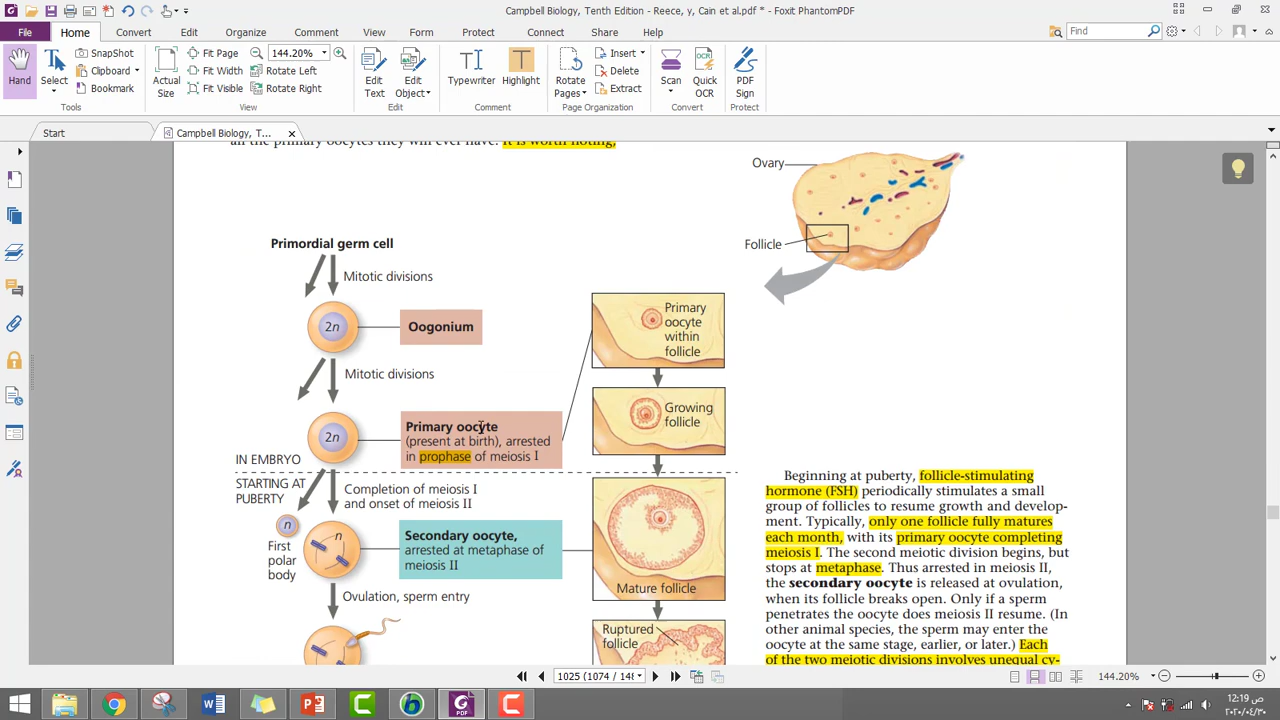 Campbell Biology, Tenth Edition - Reece, y, Cain et al.pdf * - Foxit PhantomPDF
File
Home
Convert
Edit
Organize
Comment
View
Form
Protect
Connect
Share
Help
Find
Hand
Select
SnapShot
Clipboard
Bookmark
Tools
Actual
Size
Fit Page
Fit Width
Fit Visible
144.20%
Rotate Left
Rotate Right
View
Edit
Text
Edit
Object
Edit
Typewriter
Highlight
Comment
Rotate
Pages
Insert
Delete
Extract
Page Organization
Scan
Quick
OCR
Convert
PDF
Sign
Protect
Start
Campbell Biology, T...
all the primary oocytes they will ever have. It is worth noting,
Ovary
Follicle
Primordial germ cell
Mitotic divisions
2n
Oogonium
Mitotic divisions
2n
Primary oocyte
(present at birth), arrested
in prophase of meiosis I
IN EMBRYO
STARTING AT
PUBERTY
Completion of meiosis I
and onset of meiosis II
n
First
polar
body
n
Secondary oocyte,
arrested at metaphase of
meiosis II
Ovulation, sperm entry
Primary
oocyte
within
follicle
Growing
follicle
Mature follicle
Ruptured
follicle
Beginning at puberty, follicle-stimulating
hormone (FSH) periodically stimulates a small
group of follicles to resume growth and develop-
ment. Typically, only one follicle fully matures
each month, with its primary oocyte completing
meiosis I. The second meiotic division begins, but
stops at metaphase. Thus arrested in meiosis II,
the secondary oocyte is released at ovulation,
when its follicle breaks open. Only if a sperm
penetrates the oocyte does meiosis II resume. (In
other animal species, the sperm may enter the
oocyte at the same stage, earlier, or later.) Each
of the two meiotic divisions involves unequal cy-
1025 (1074 / 148
144.20%
12:19 ص
٢٠٢٠/٠٤/٣٠